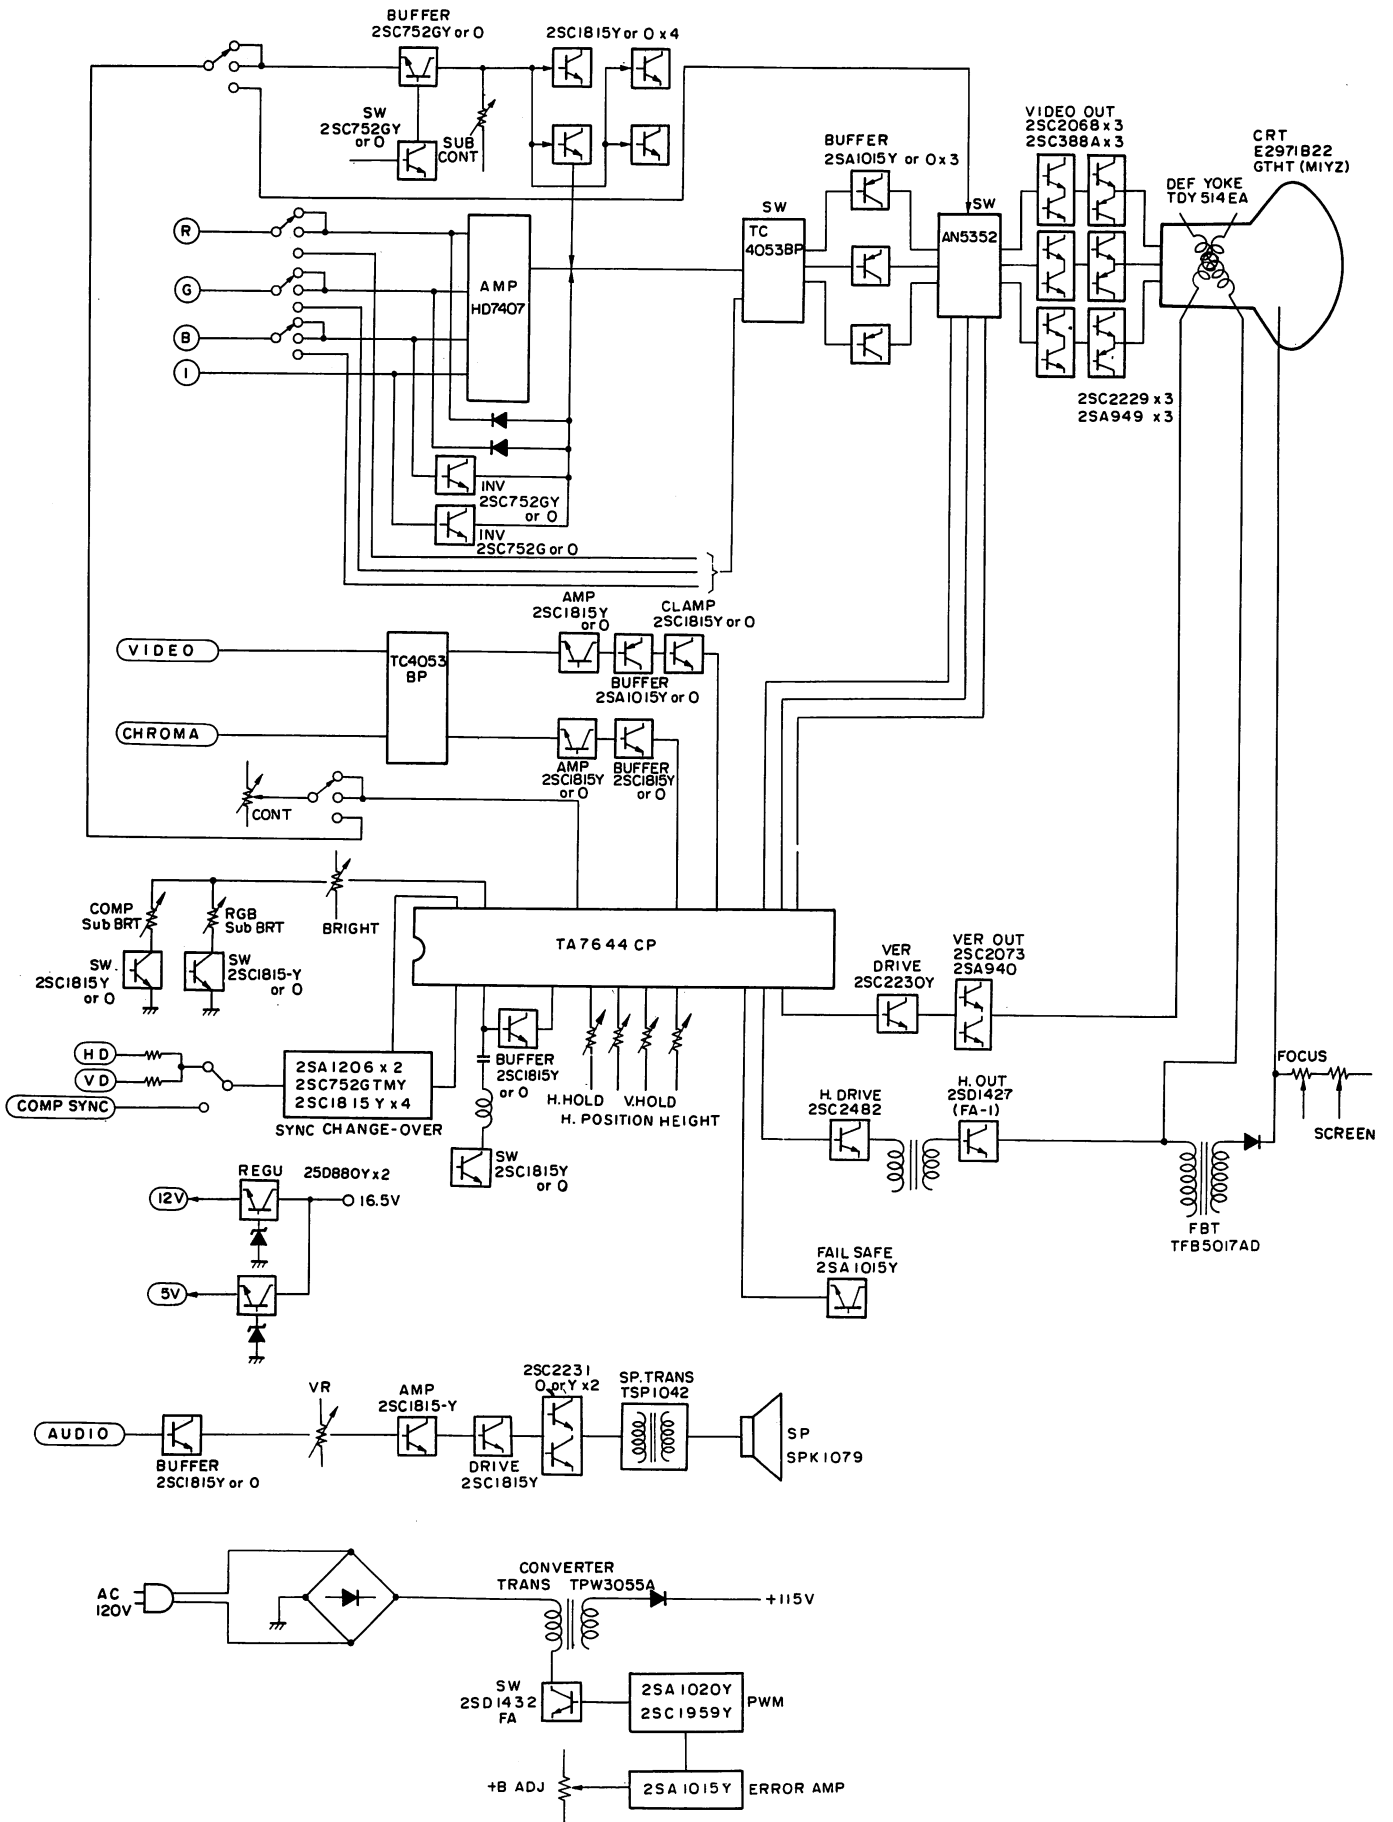 BUFFER
2SC752GY or O
2SC1815Y or O x 4
SW
2SC752GY
or O
SUB
CONT
BUFFER
2SA1015Y or O x 3
VIDEO OUT
2SC2068 x 3
2SC388A x 3
CRT
E2971B22
GTHT (MIYZ)
DEF YOKE
TDY 514EA
R
G
B
I
AMP
HD7407
SW
TC
4053BP
SW
AN5352
2SC2229 x 3
2SA949 x 3
INV
2SC752GY
or O
INV
2SC752G or O
VIDEO
CHROMA
TC4053
BP
AMP
2SC1815Y
or O
CLAMP
2SC1815Y or O
BUFFER
2SA1015Y or O
AMP
2SC1815Y
or O
BUFFER
2SC1815Y
or O
CONT
COMP
Sub BRT
RGB
Sub BRT
BRIGHT
SW
2SC1815Y
or O
SW
2SC1815-Y
or O
TA7644CP
VER
DRIVE
2SC2230Y
VER OUT
2SC2073
2SA940
HD
VD
COMP SYNC
2SA1206 x 2
2SC752GTMY
2SC1815Y x 4
SYNC CHANGE-OVER
BUFFER
2SC1815Y
or O
H.HOLD V.HOLD
H. POSITION HEIGHT
SW
2SC1815Y
or O
H. DRIVE
2SC2482
H. OUT
2SD1427
(FA-1)
FOCUS
SCREEN
FBT
TFB5017AD
REGU
25D880Y x 2
12V
16.5V
5V
FAIL SAFE
2SA1015Y
AUDIO
BUFFER
2SC1815Y or O
VR
AMP
2SC1815-Y
DRIVE
2SC1815Y
2SC2231
O or Y x2
SP.TRANS
TSP1042
SP
SPK1079
AC
120V
CONVERTER
TRANS TPW3055A
+115V
SW
2SD1432
FA
2SA1020Y
2SC1959Y
PWM
+B ADJ
2SA1015Y
ERROR AMP